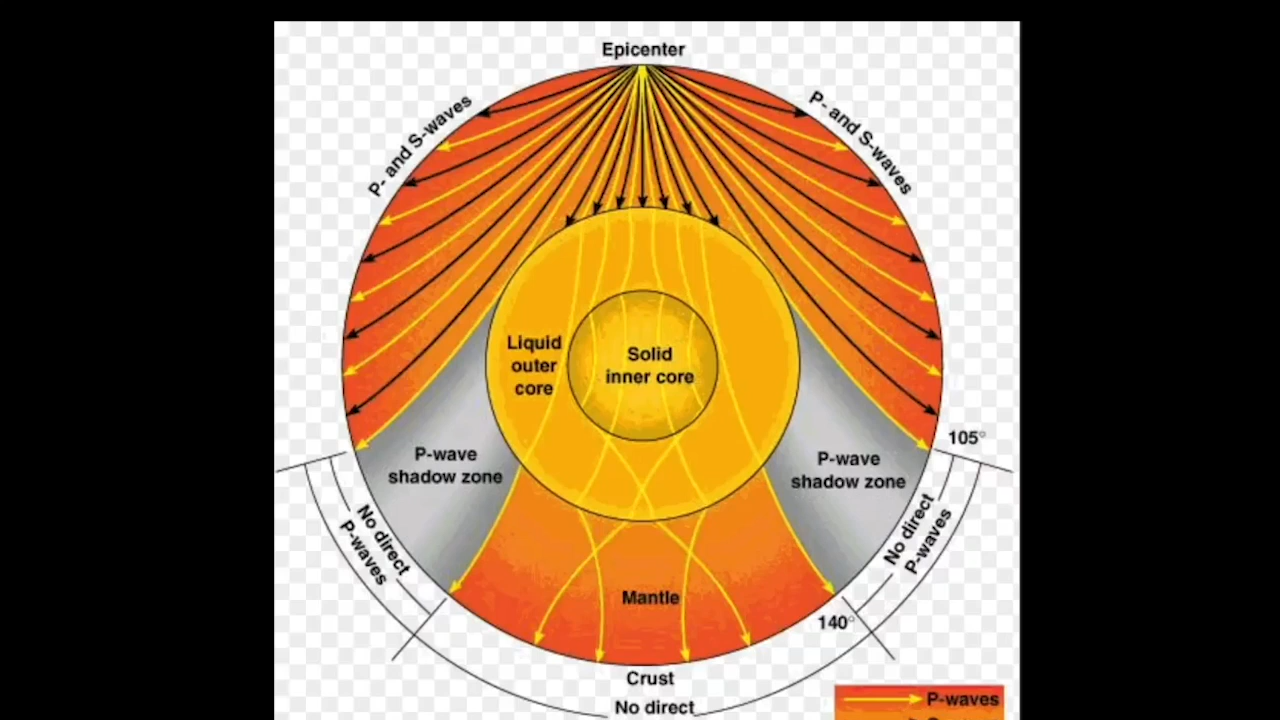 Epicenter
P- and S-waves
P- and S-waves
Liquid
outer
core
Solid
inner core
105°
P-wave
shadow zone
P-wave
shadow zone
No direct
P-waves
No direct
P-waves
Mantle
140°
Crust
No direct
P-waves